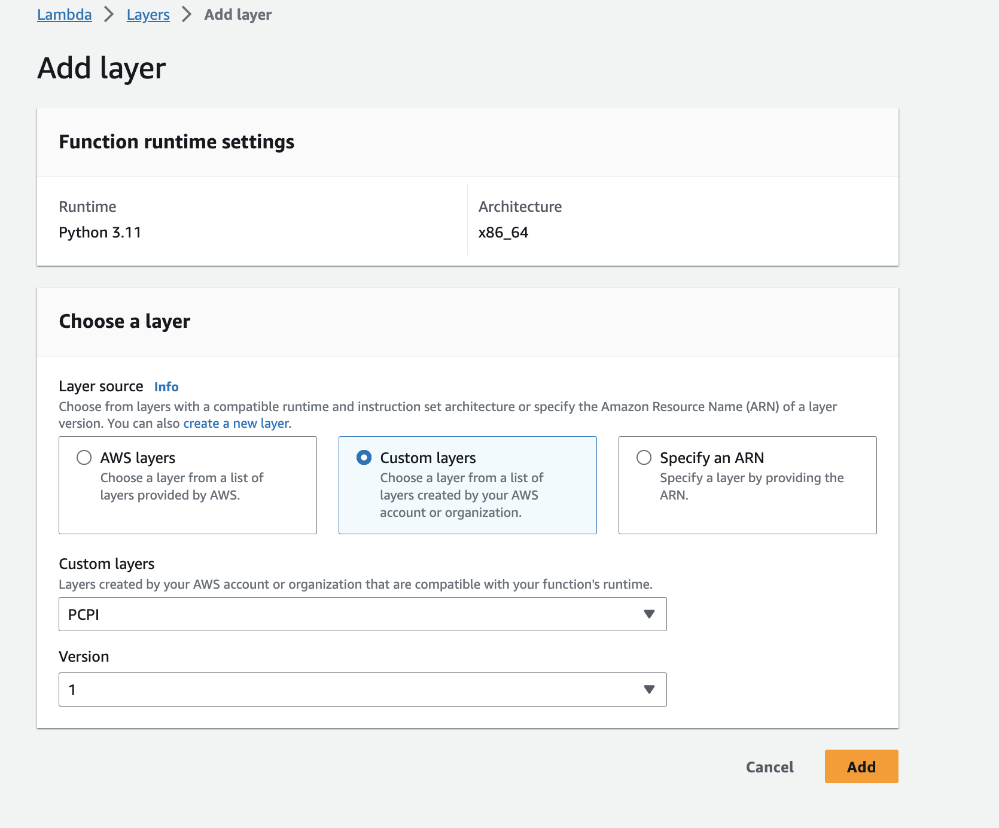 Lambda > Layers > Add layer
Add layer
Function runtime settings
Runtime
Python 3.11
Architecture
x86_64
Choose a layer
Layer source Info
Choose from layers with a compatible runtime and instruction set architecture or specify the Amazon Resource Name (ARN) of a layer
version. You can also create a new layer.
AWS layers
Choose a layer from a list of
layers provided by AWS.
Custom layers
Choose a layer from a list of
layers created by your AWS
account or organization.
Specify an ARN
Specify a layer by providing the
ARN.
Custom layers
Layers created by your AWS account or organization that are compatible with your function's runtime.
PCPI
Version
1
Cancel
Add